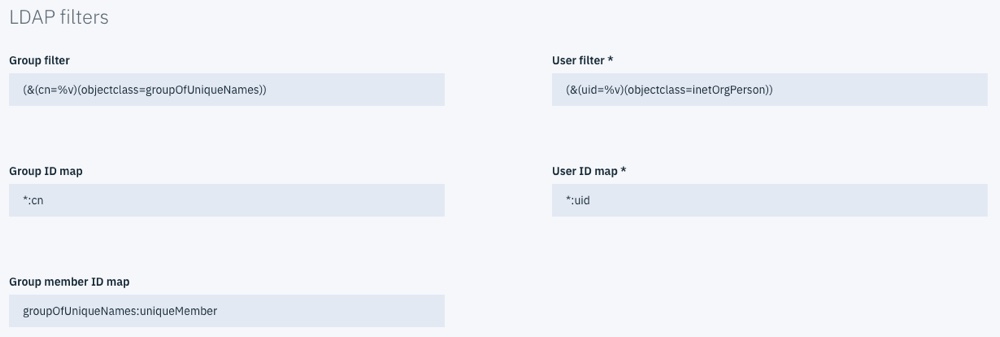 LDAP filters
Group filter
User filter *
(&(cn=%v)(objectclass=groupOfUniqueNames))
(&(uid=%v)(objectclass=inetOrgPerson))
Group ID map
User ID map *
*:cn
*:uid
Group member ID map
groupOfUniqueNames:uniqueMember